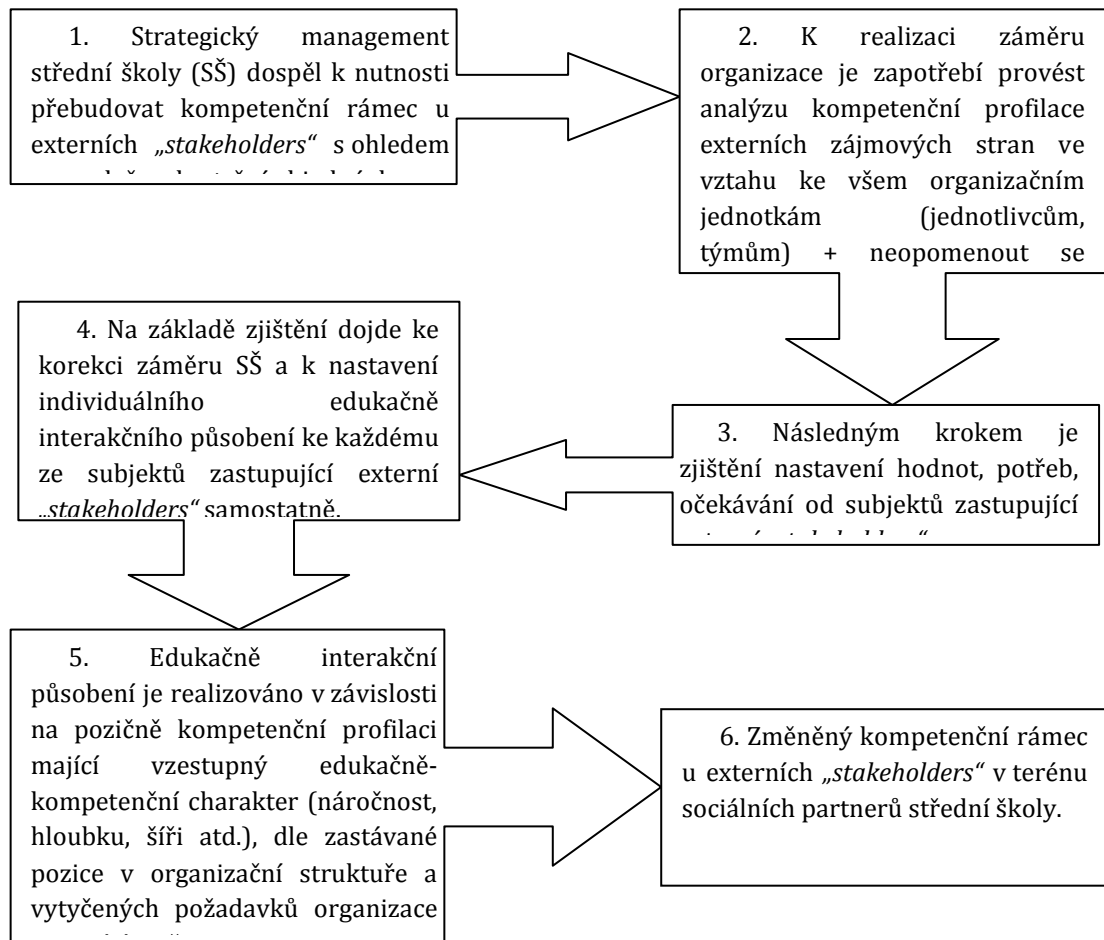 1. Strategický management
střední školy (SŠ) dospěl k nutnosti
přebudovat kompetenční rámec u
externích „stakeholders“ s ohledem
2. K realizaci záměru
organizace je zapotřebí provést
analýzu kompetenční profilace
externích zájmových stran ve
vztahu ke všem organizačním
jednotkám (jednotlivcům,
týmům) + neopomenout se
3. Následným krokem je
zjištění nastavení hodnot, potřeb,
očekávání od subjektů zastupující
4. Na základě zjištění dojde ke
korekci záměru SŠ a k nastavení
individuálního edukačně
interakčního působení ke každému
ze subjektů zastupující externí
„stakeholders“ samostatně.
5. Edukačně interakční
působení je realizováno v závislosti
na pozičně kompetenční profilaci
mající vzestupný edukačně-
kompetenční charakter (náročnost,
hloubku, šíři atd.), dle zastávané
pozice v organizační struktuře a
vytyčených požadavků organizace
6. Změněný kompetenční rámec
u externích „stakeholders“ v terénu
sociálních partnerů střední školy.